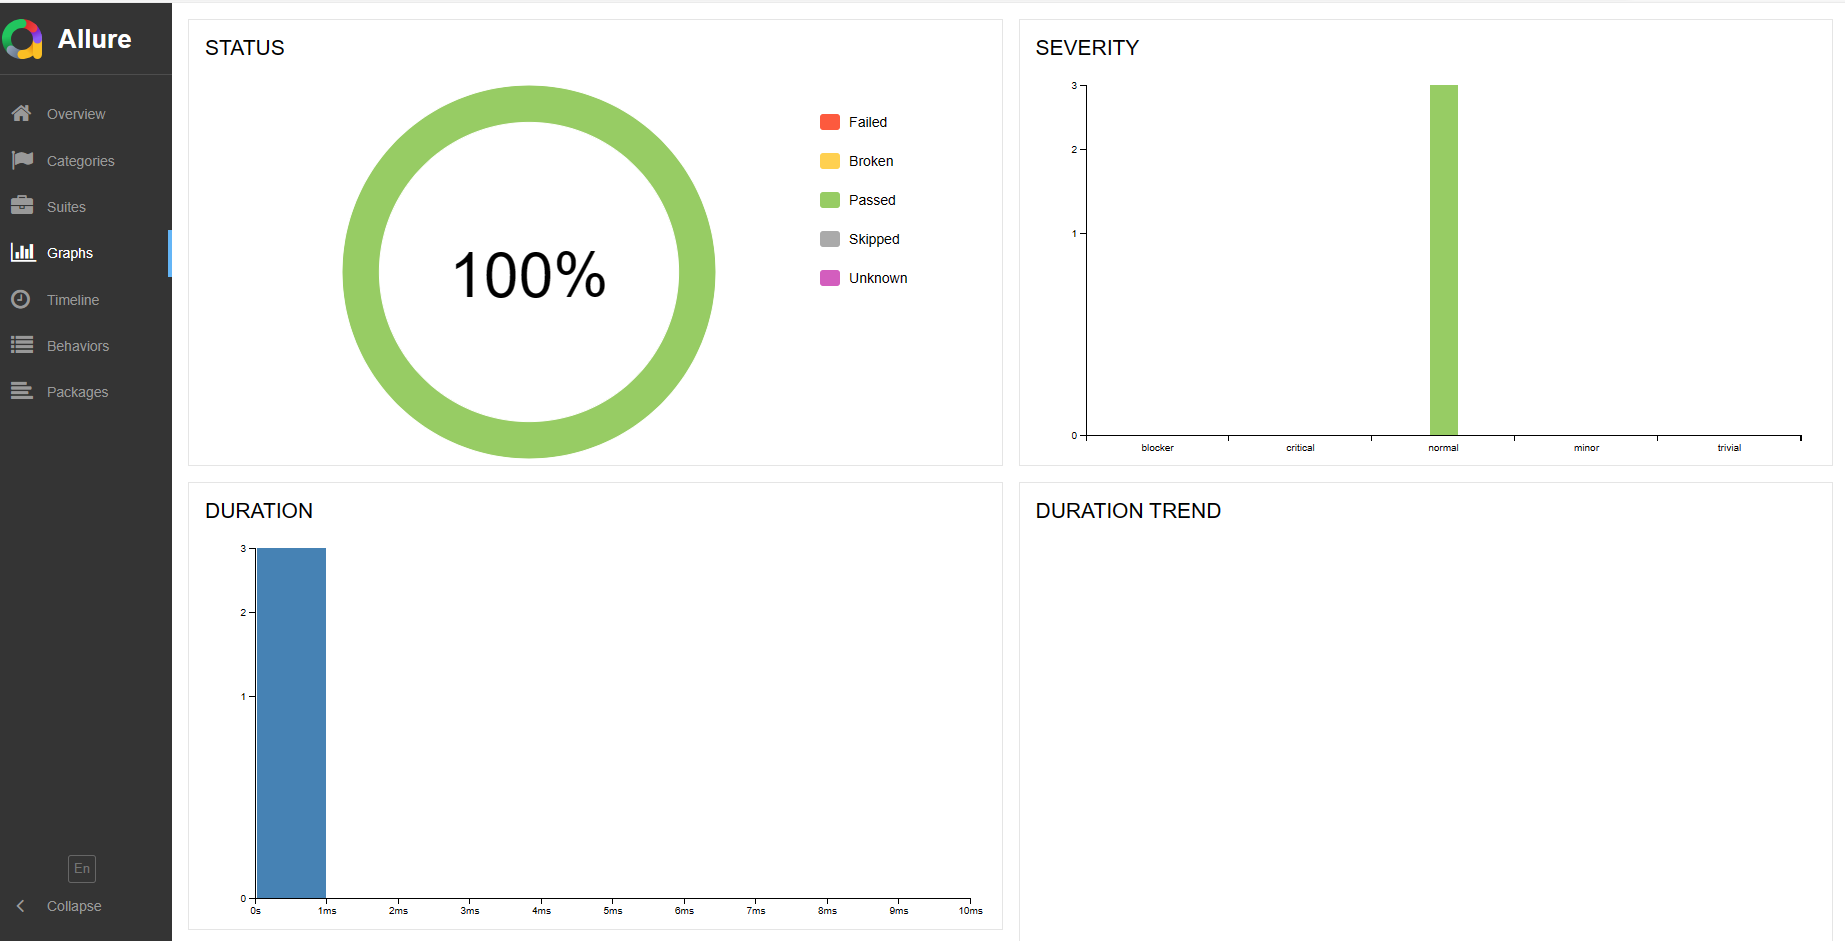 Allure
Overview
Categories
Suites
Graphs
Timeline
Behaviors
Packages
En
Collapse
STATUS
100%
Failed
Broken
Passed
Skipped
Unknown
SEVERITY
3
2
1
0
blocker critical normal minor trivial
DURATION
3
2
1
0
0s 1ms 2ms 3ms 4ms 5ms 6ms 7ms 8ms 9ms 10ms
DURATION TREND